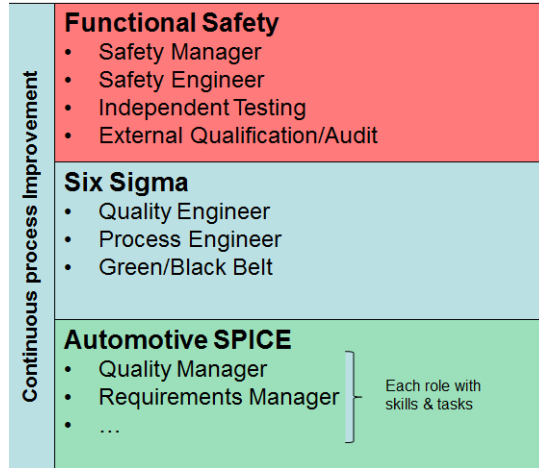 Continuous process Improvement
Functional Safety
• Safety Manager
• Safety Engineer
• Independent Testing
• External Qualification/Audit
Six Sigma
• Quality Engineer
• Process Engineer
• Green/Black Belt
Automotive SPICE
• Quality Manager
• Requirements Manager
• …
Each role with
skills & tasks